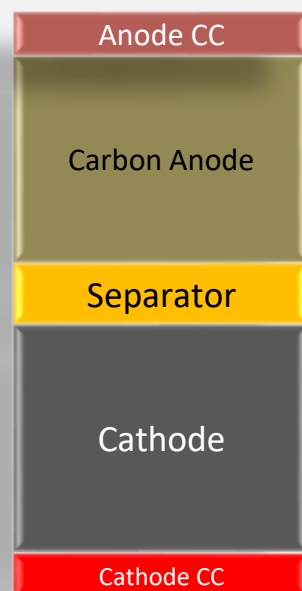 Anode CC
Carbon Anode
Separator
Cathode
Cathode CC